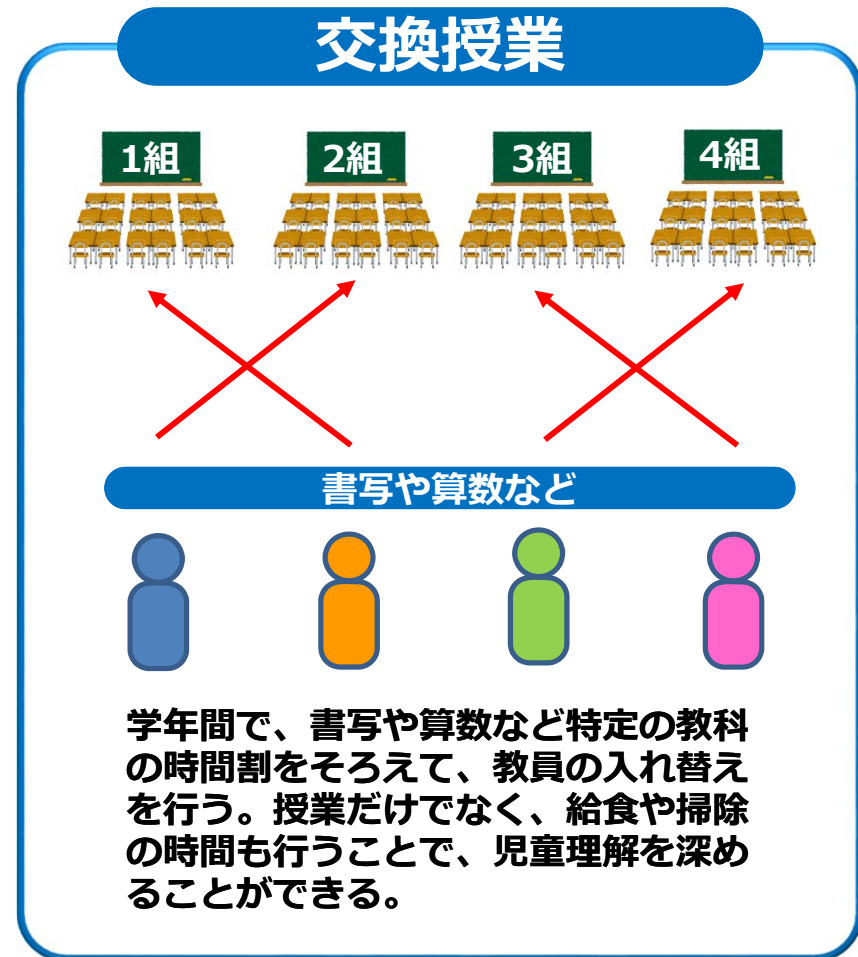 交換授業
1組
2組
3組
4組
書写や算数など
学年間で、書写や算数など特定の教科
の時間割をそろえて、教員の入れ替え
を行う。授業だけでなく、給食や掃除
の時間も行うことで、児童理解を深め
ることができる。